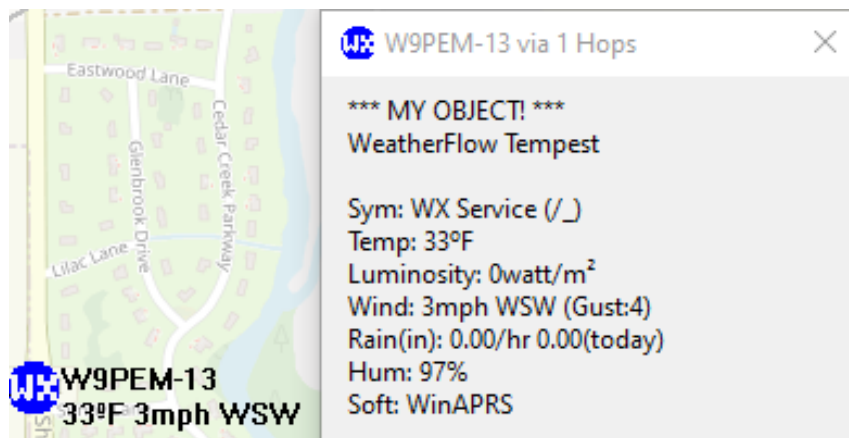 Eastwood Lane
Glenbrook Drive
Cedar Creek Parkway
Lilac Lane
WX W9PEM-13
33ºF 3mph WSW
WX W9PEM-13 via 1 Hops
*** MY OBJECT! ***
WeatherFlow Tempest
Sym: WX Service (/_)
Temp: 33ºF
Luminosity: 0watt/m²
Wind: 3mph WSW (Gust:4)
Rain(in): 0.00/hr 0.00(today)
Hum: 97%
Soft: WinAPRS